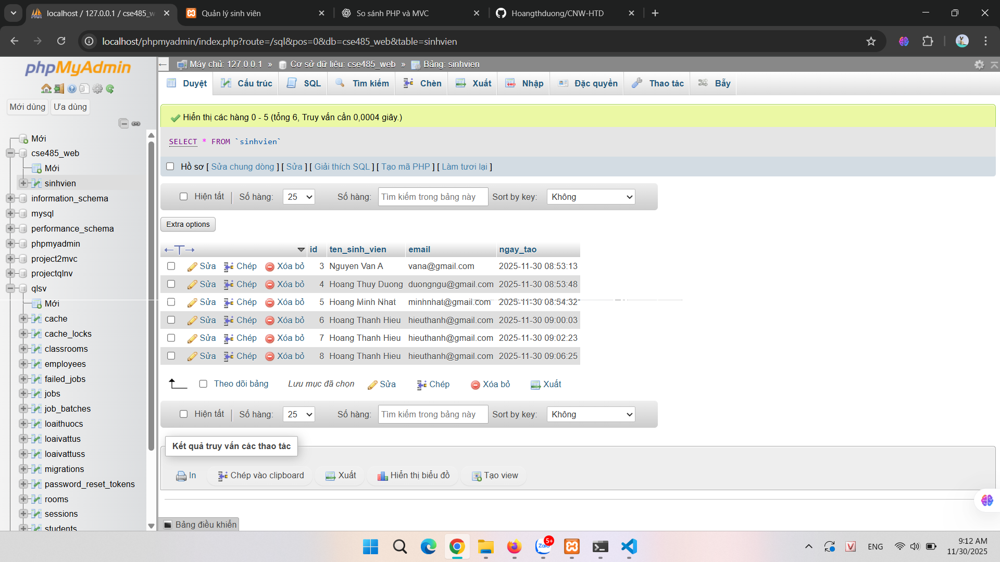 localhost / 127.0.0.1 / cse485_w
Quản lý sinh viên
So sánh PHP và MVC
Hoangthduong/CNW-HTD
localhost/phpmyadmin/index.php?route=/sql&pos=0&db=cse485_web&table=sinhvien
phpMyAdmin
Mới dùng
Ưa dùng
Mới
cse485_web
Mới
sinhvien
information_schema
mysql
performance_schema
phpmyadmin
project2mvc
projectqlnv
qlsv
Mới
cache
cache_locks
classrooms
employees
failed_jobs
jobs
job_batches
loaithuocs
loaivattus
loaivattuss
migrations
password_reset_tokens
rooms
sessions
students
Máy chủ: 127.0.0.1 » Cơ sở dữ liệu: cse485_web » Bảng: sinhvien
Duyệt Cấu trúc SQL Tìm kiếm Chèn Xuất Nhập Đặc quyền Thao tác Bẫy
Hiển thị các hàng 0 - 5 (tổng 6, Truy vấn cần 0,0004 giây.)
SELECT * FROM `sinhvien`
Hồ sơ [ Sửa chung dòng ] [ Sửa ] [ Giải thích SQL ] [ Tạo mã PHP ] [ Làm tươi lại ]
Hiện tất Số hàng: 25 Số hàng: Tìm kiếm trong bảng này Sort by key: Không
Extra options
←T→ id ten_sinh_vien email ngay_tao
Sửa Chép Xóa bỏ 3 Nguyen Van A vana@gmail.com 2025-11-30 08:53:13
Sửa Chép Xóa bỏ 4 Hoang Thuy Duong duongngu@gmail.com 2025-11-30 08:53:48
Sửa Chép Xóa bỏ 5 Hoang Minh Nhat minhnhat@gmail.com 2025-11-30 08:54:32
Sửa Chép Xóa bỏ 6 Hoang Thanh Hieu hieuthanh@gmail.com 2025-11-30 09:00:03
Sửa Chép Xóa bỏ 7 Hoang Thanh Hieu hieuthanh@gmail.com 2025-11-30 09:02:23
Sửa Chép Xóa bỏ 8 Hoang Thanh Hieu hieuthanh@gmail.com 2025-11-30 09:06:25
Theo dõi bảng Lưu mục đã chọn Sửa Chép Xóa bỏ Xuất
Hiện tất Số hàng: 25 Số hàng: Tìm kiếm trong bảng này Sort by key: Không
Kết quả truy vấn các thao tác
In Chép vào clipboard Xuất Hiển thị biểu đồ Tạo view
Bảng điều khiển
Zalo 5+
V
ENG
9:12 AM
11/30/2025